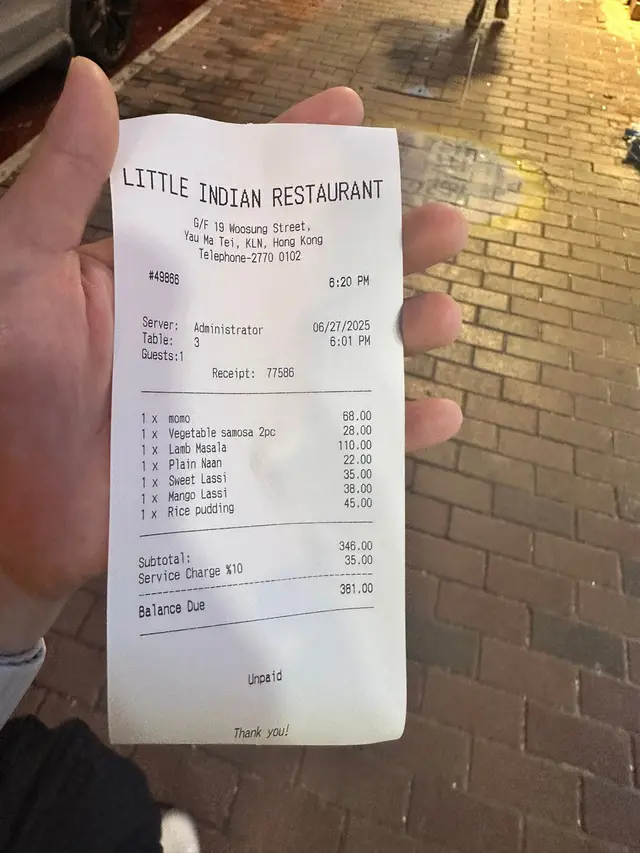 LITTLE INDIAN RESTAURANT
G/F 19 Woosung Street,
Yau Ma Tei, KLN, Hong Kong
Telephone-2770 0102
#49866 6:20 PM
Server: Administrator 06/27/2025
Table: 3 6:01 PM
Guests:1
Receipt: 77586
1 x momo 68.00
1 x Vegetable samosa 2pc 28.00
1 x Lamb Masala 110.00
1 x Plain Naan 22.00
1 x Sweet Lassi 35.00
1 x Mango Lassi 38.00
1 x Rice pudding 45.00
Subtotal: 346.00
Service Charge %10 35.00
Balance Due 381.00
Unpaid
Thank you!